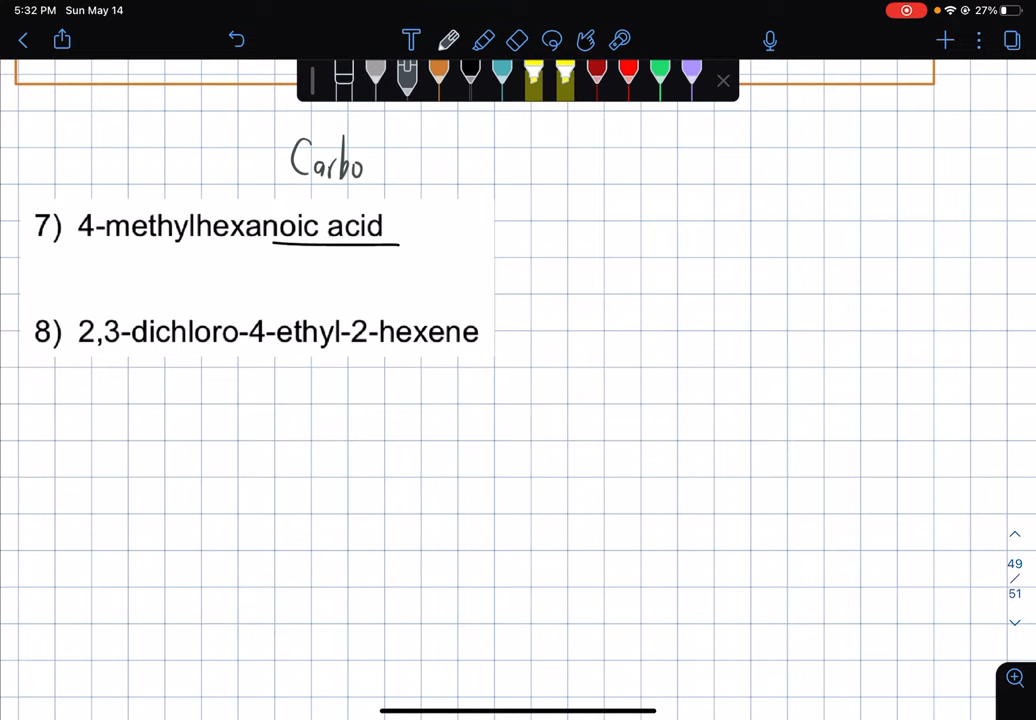 5:32 PM Sun May 14
27%
T
Carbo
7) 4-methylhexanoic acid
8) 2,3-dichloro-4-ethyl-2-hexene
49
/
51